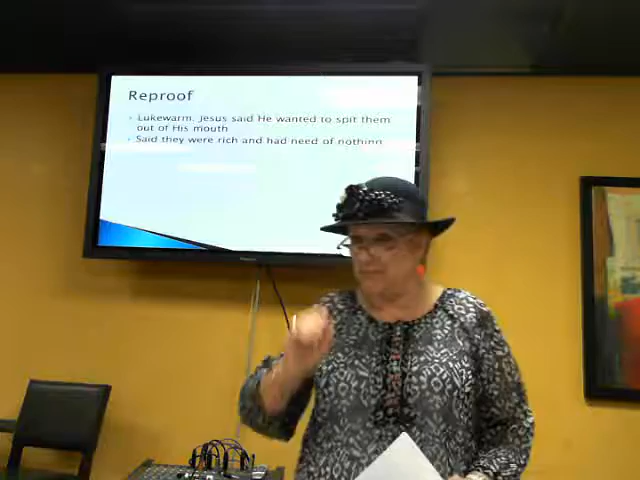 Reproof
Lukewarm. Jesus said He wanted to spit them
out of His mouth
Said they were rich and had need of nothing